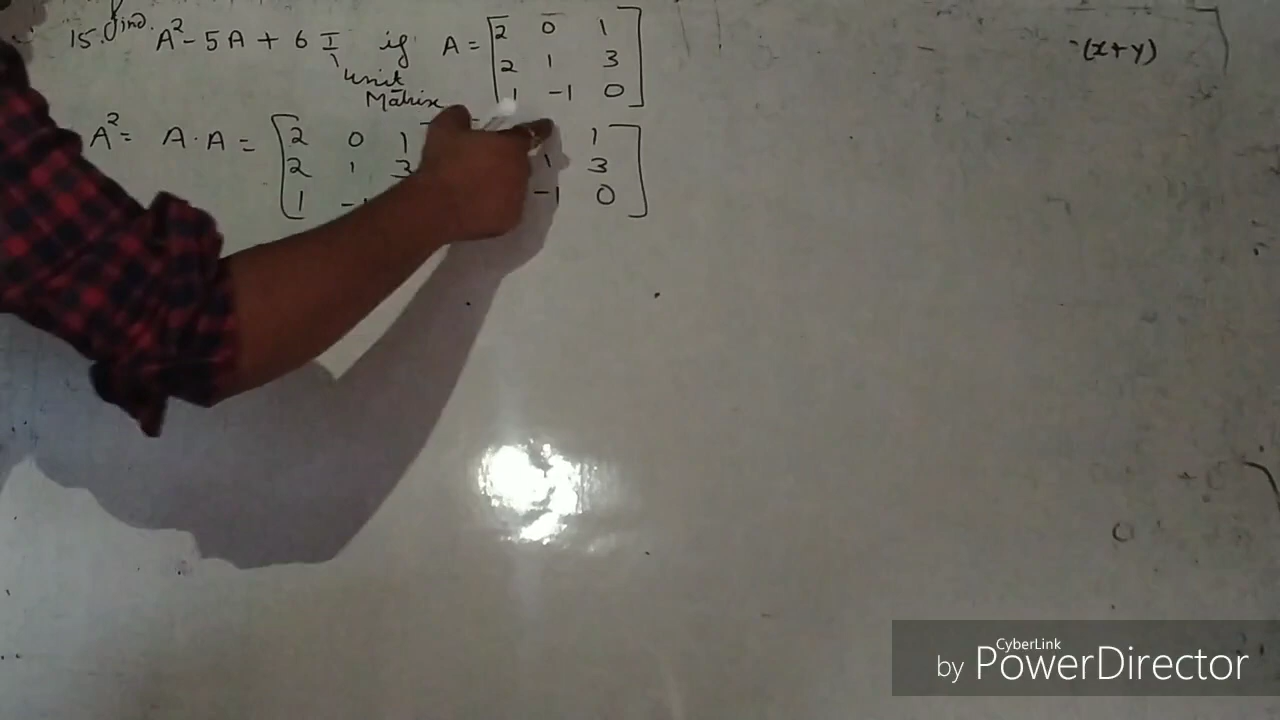 15. find. A² - 5A + 6 I if A = [2 0 1
2 1 3
1 -1 0]
unit
Matrix
(x+y)
A² = A . A = [2 0 1 1
2 1 3 1 3
1 -1 -1 0]
CyberLink
by PowerDirector